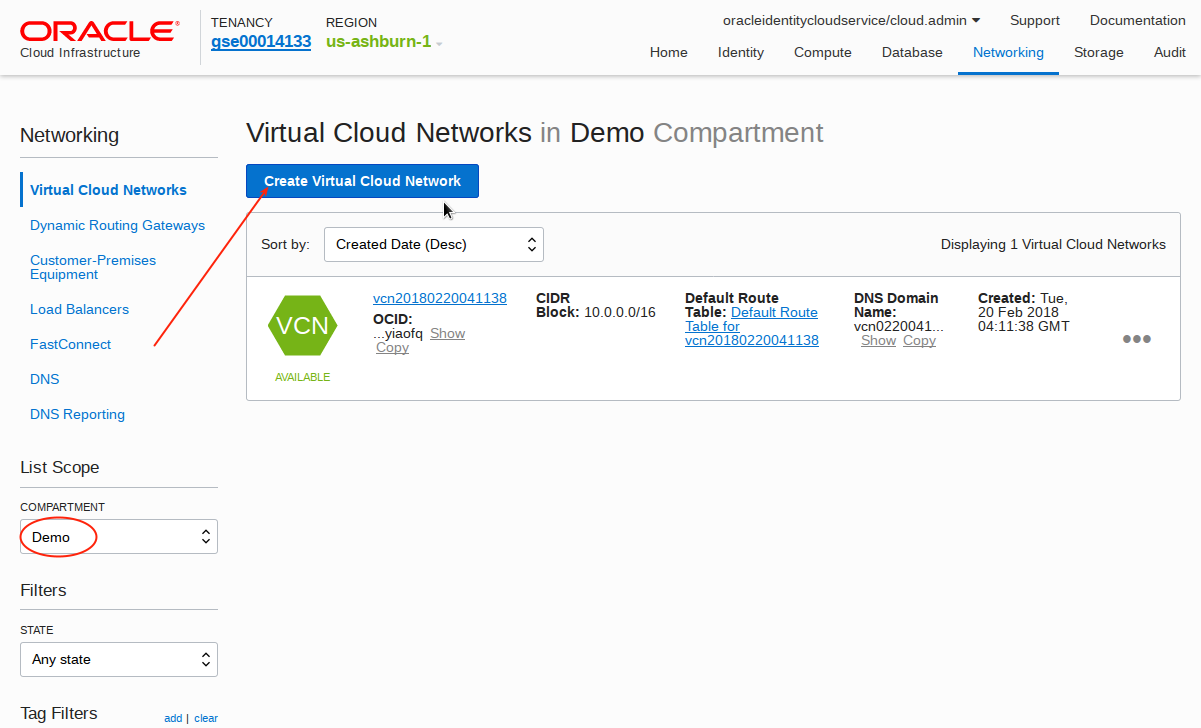 ORACLE®
Cloud Infrastructure
TENANCY
gse00014133
REGION
us-ashburn-1
oracleidentitycloudservice/cloud.admin
Support
Documentation
Home
Identity
Compute
Database
Networking
Storage
Audit
Networking
Virtual Cloud Networks
Dynamic Routing Gateways
Customer-Premises
Equipment
Load Balancers
FastConnect
DNS
DNS Reporting
List Scope
COMPARTMENT
Demo
Filters
STATE
Any state
Tag Filters
add | clear
Virtual Cloud Networks in Demo Compartment
Create Virtual Cloud Network
Sort by:
Created Date (Desc)
Displaying 1 Virtual Cloud Networks
VCN
AVAILABLE
vcn20180220041138
OCID:
...yiaofq Show
Copy
CIDR
Block: 10.0.0.0/16
Default Route
Table: Default Route
Table for
vcn20180220041138
DNS Domain
Name:
vcn0220041...
Show Copy
Created: Tue,
20 Feb 2018
04:11:38 GMT